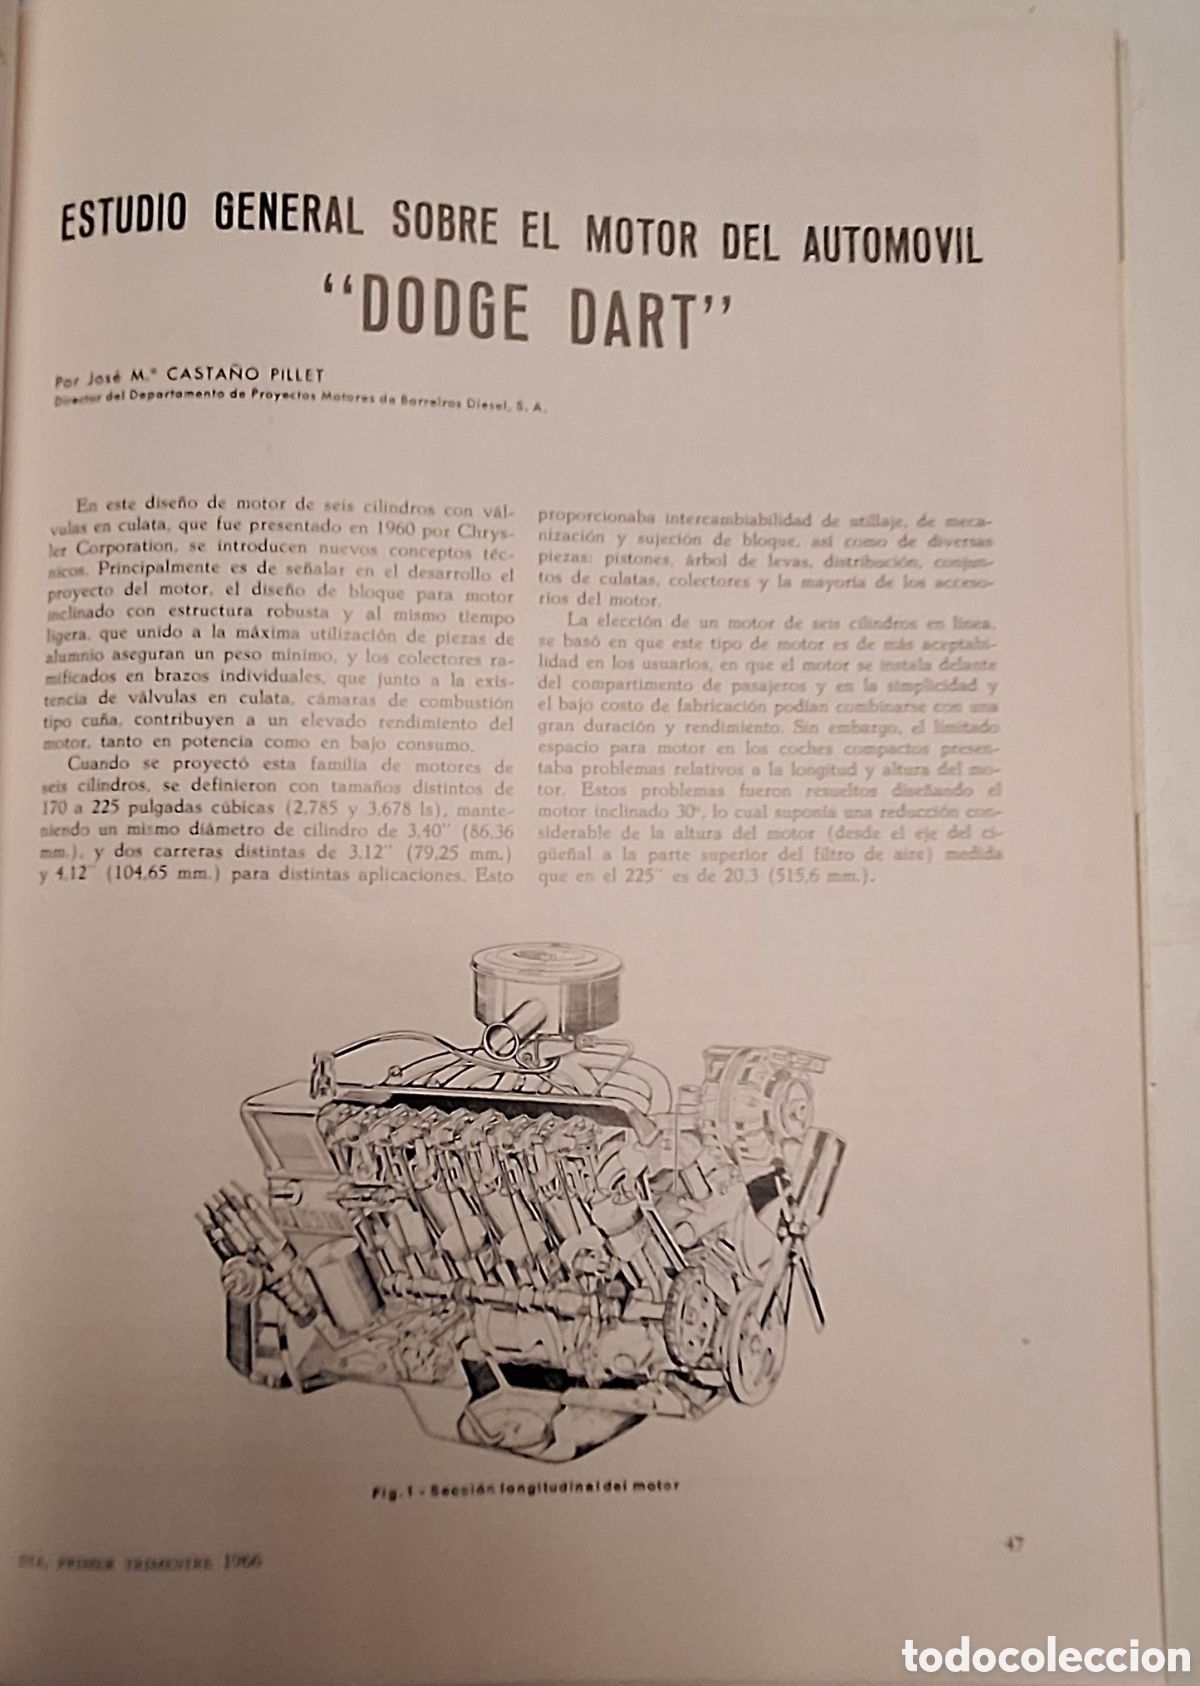 ESTUDIO GENERAL SOBRE EL MOTOR DEL AUTOMOVIL
“DODGE DART”
Por José M.ª CASTAÑO PILLET
Director del Departamento de Proyectos Motores de Barreiros Diesel, S. A.
En este diseño de motor de seis cilindros con vál-
vulas en culata, que fue presentado en 1960 por Chrys-
ler Corporation, se introducen nuevos conceptos téc-
nicos. Principalmente es de señalar en el desarrollo el
proyecto del motor, el diseño de bloque para motor
inclinado con estructura robusta y al mismo tiempo
ligera, que unido a la máxima utilización de piezas de
alumnio aseguran un peso mínimo, y los colectores ra-
mificados en brazos individuales, que junto a la exis-
tencia de válvulas en culata, cámaras de combustión
tipo cuña, contribuyen a un elevado rendimiento del
motor, tanto en potencia como en bajo consumo.
Cuando se proyectó esta familia de motores de
seis cilindros, se definieron con tamaños distintos de
170 a 225 pulgadas cúbicas (2,785 y 3,678 ls), mante-
niendo un mismo diámetro de cilindro de 3,40" (86,36
mm.), y dos carreras distintas de 3,12" (79,25 mm.)
y 4,12" (104,65 mm.) para distintas aplicaciones. Esto
proporcionaba intercambiabilidad de utillaje, de meca-
nización y sujeción de bloque, así como de diversas
piezas: pistones, árbol de levas, distribución, conjun-
tos de culatas, colectores y la mayoría de los acceso-
rios del motor.
La elección de un motor de seis cilindros en línea,
se basó en que este tipo de motor es de más aceptabi-
lidad en los usuarios, en que el motor se instala delante
del compartimento de pasajeros y en la simplicidad y
el bajo costo de fabricación podían combinarse con una
gran duración y rendimiento. Sin embargo, el limitado
espacio para motor en los coches compactos presen-
taba problemas relativos a la longitud y altura del mo-
tor. Estos problemas fueron resueltos diseñando el
motor inclinado 30º, lo cual suponía una reducción con-
siderable de la altura del motor (desde el eje del ci-
güeñal a la parte superior del filtro de aire) medida
que en el 225" es de 20,3 (515,6 mm.).
Fig. 1 - Sección longitudinal del motor
PRIMER TRIMESTRE 1966
47
todocoleccion